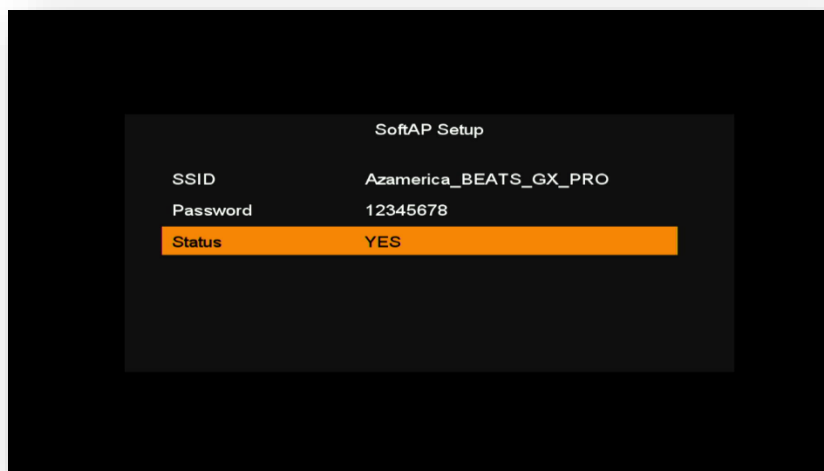 SoftAP Setup
SSID Azamerica_BEATS_GX_PRO
Password 12345678
Status YES